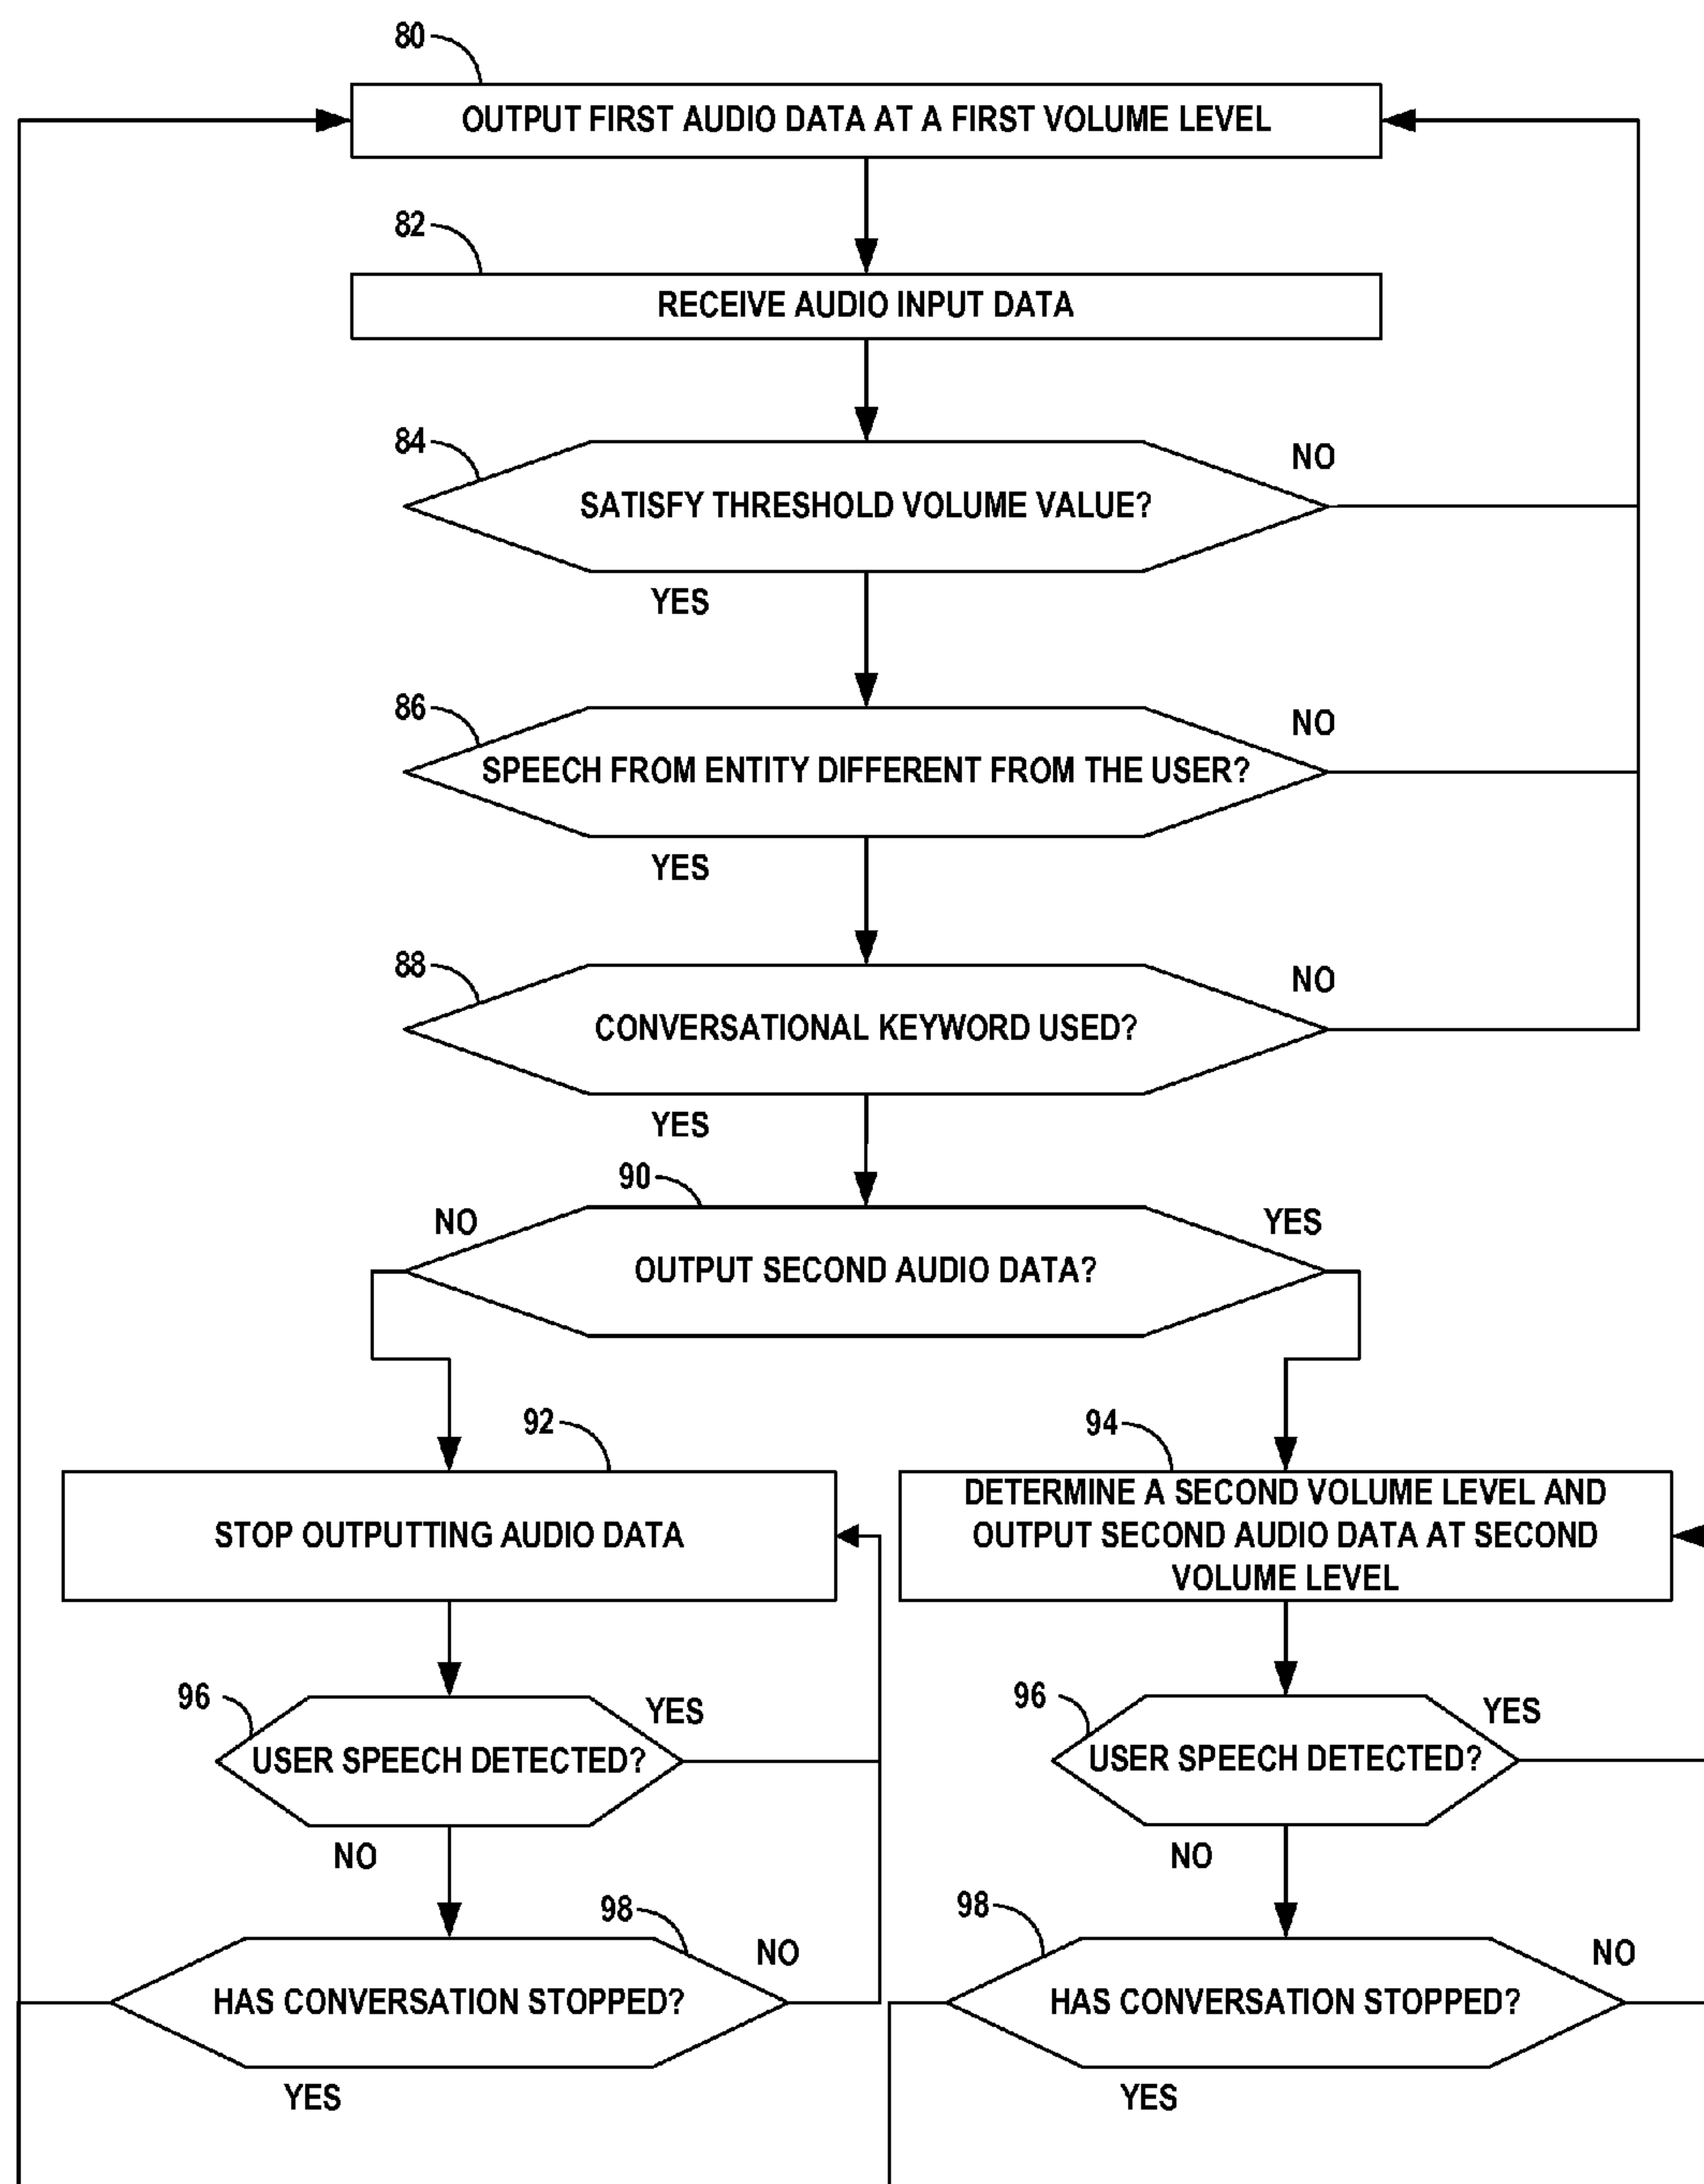 80
OUTPUT FIRST AUDIO DATA AT A FIRST VOLUME LEVEL
82
RECEIVE AUDIO INPUT DATA
84
NO
SATISFY THRESHOLD VOLUME VALUE?
YES
86
NO
SPEECH FROM ENTITY DIFFERENT FROM THE USER?
YES
88
NO
CONVERSATIONAL KEYWORD USED?
YES
90
NO
YES
OUTPUT SECOND AUDIO DATA?
92
94
STOP OUTPUTTING AUDIO DATA
DETERMINE A SECOND VOLUME LEVEL AND
OUTPUT SECOND AUDIO DATA AT SECOND
VOLUME LEVEL
96
YES
USER SPEECH DETECTED?
NO
96
YES
USER SPEECH DETECTED?
NO
98
NO
HAS CONVERSATION STOPPED?
YES
98
NO
HAS CONVERSATION STOPPED?
YES